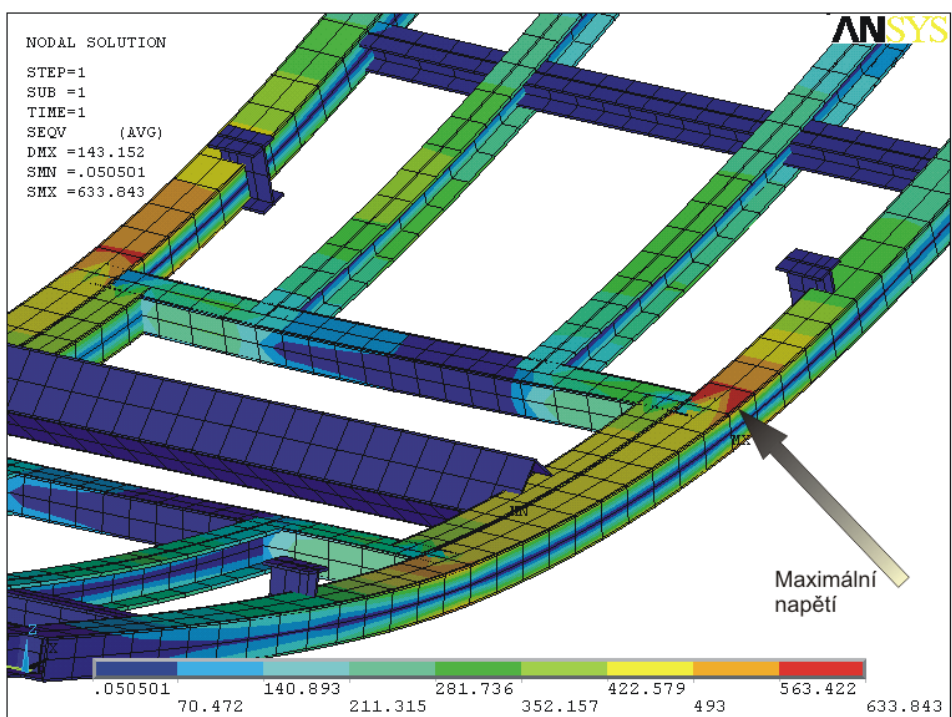 ANSYS
NODAL SOLUTION
STEP=1
SUB =1
TIME=1
SEQV (AVG)
DMX =143.152
SMN =.050501
SMX =633.843
MX
MN
Maximální
napětí
Z
X
.050501 140.893 281.736 422.579 563.422
70.472 211.315 352.157 493 633.843